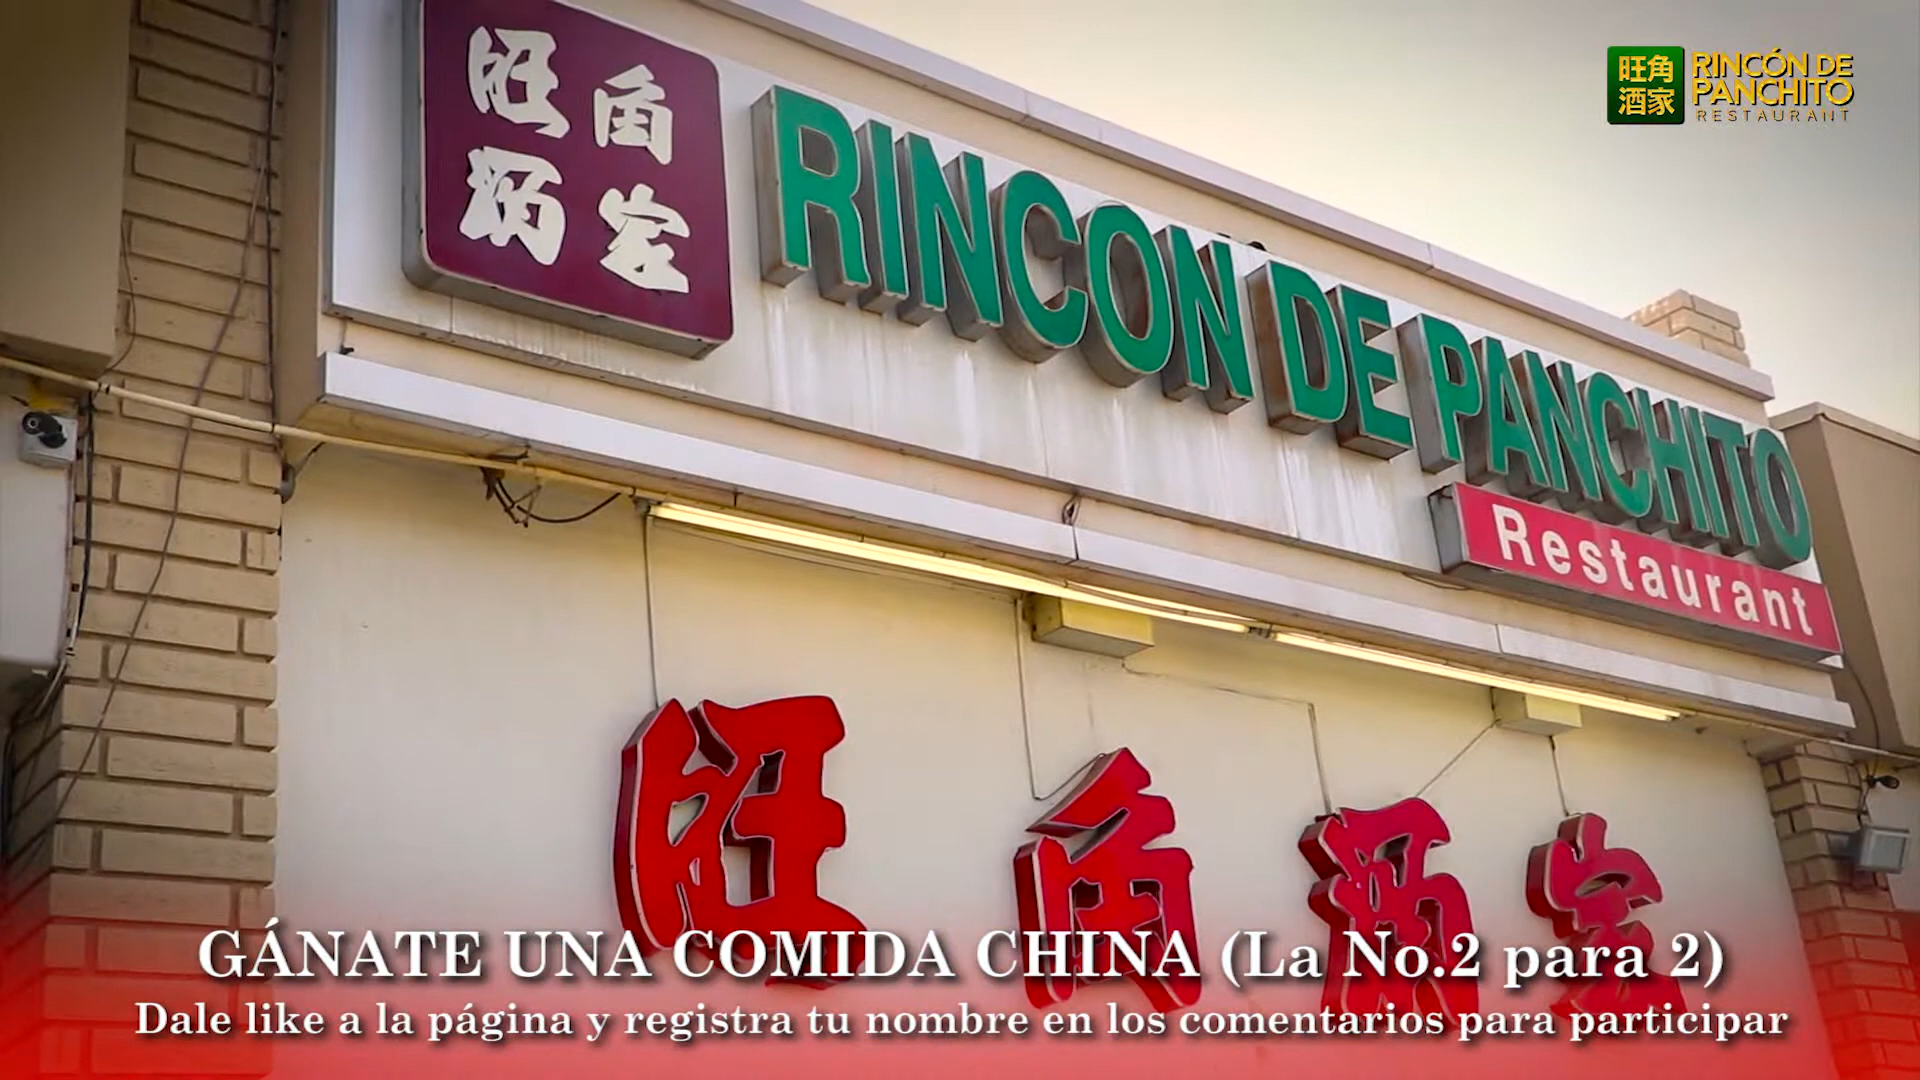 旺角
酒家
RINCÓN DE
PANCHITO
RESTAURANT
旺角
酒家
RINCON DE PANCHITO
Restaurant
旺角酒家
GÁNATE UNA COMIDA CHINA (La No.2 para 2)
Dale like a la página y registra tu nombre en los comentarios para participar